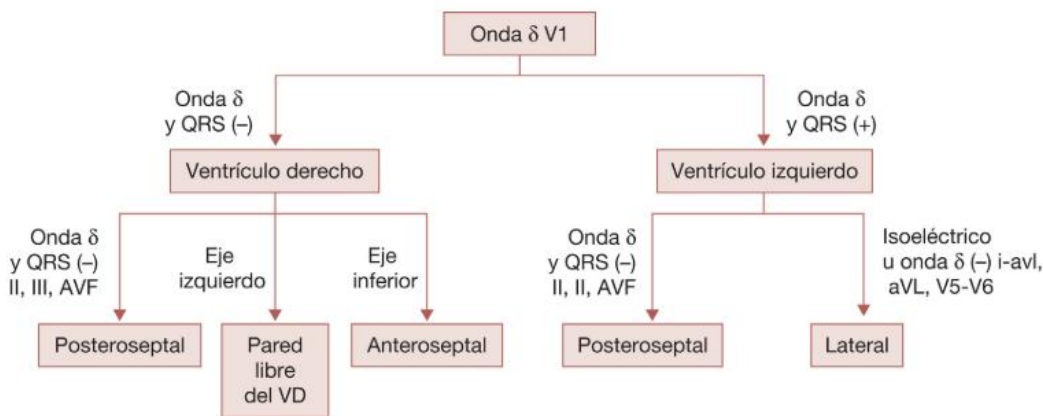 Onda δ V1
Onda δ
y QRS (–)
Onda δ
y QRS (+)
Ventrículo derecho
Ventrículo izquierdo
Onda δ
y QRS (–)
II, III, AVF
Eje
izquierdo
Eje
inferior
Onda δ
y QRS (–)
II, II, AVF
Isoeléctrico
u onda δ (–) i-avl,
aVL, V5-V6
Posteroseptal
Pared
libre
del VD
Anteroseptal
Posteroseptal
Lateral